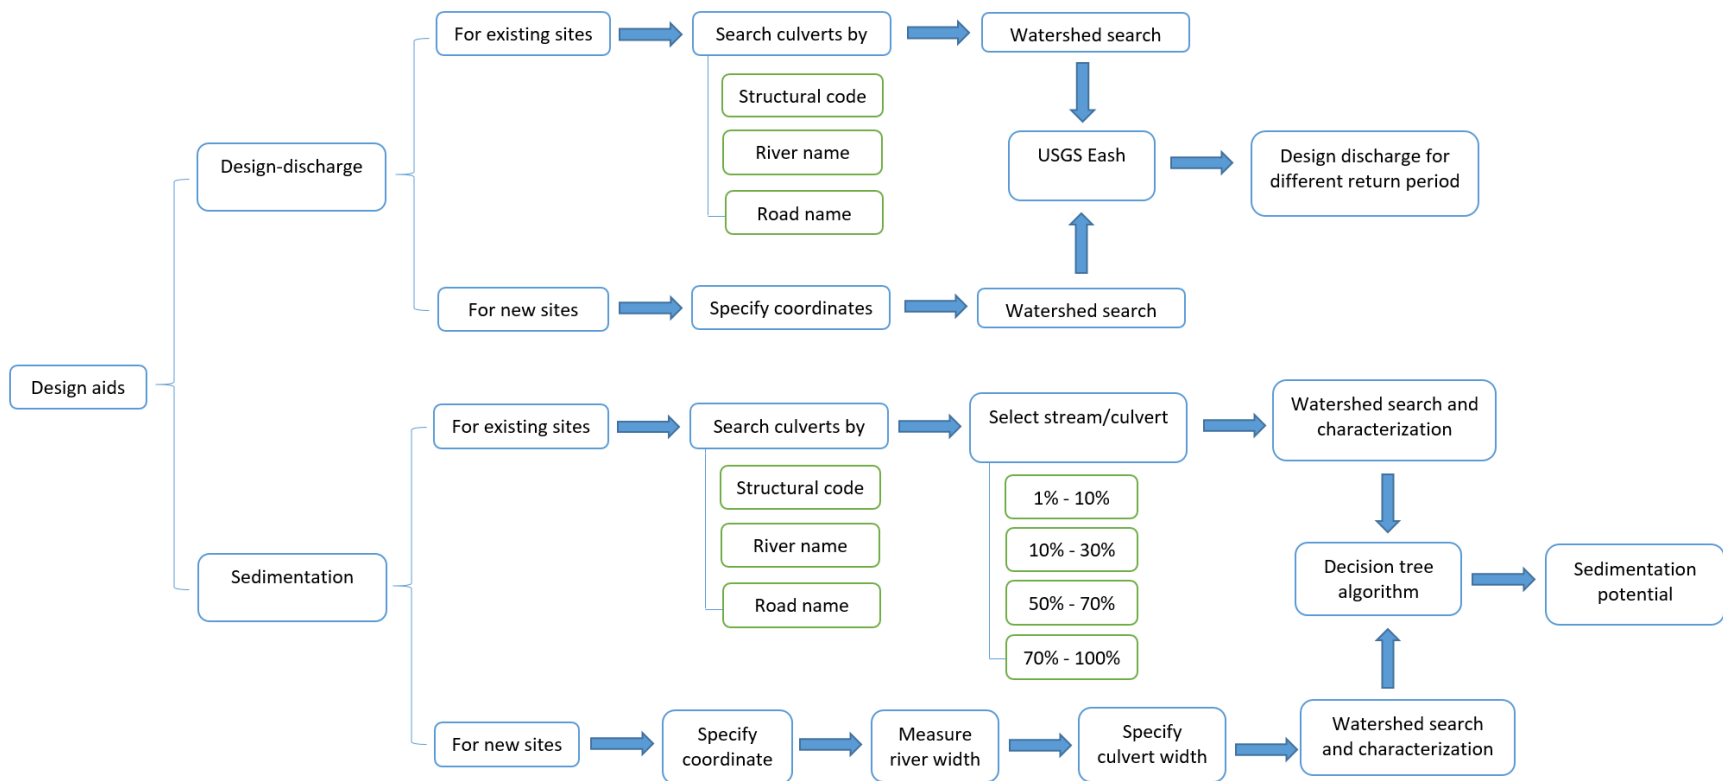 For existing sites
Search culverts by
Watershed search
Structural code
River name
Road name
Design-discharge
USGS Eash
Design discharge for
different return period
For new sites
Specify coordinates
Watershed search
Design aids
For existing sites
Search culverts by
Select stream/culvert
Watershed search and
characterization
Structural code
River name
Road name
1% - 10%
10% - 30%
50% - 70%
70% - 100%
Sedimentation
Decision tree
algorithm
Sedimentation
potential
For new sites
Specify
coordinate
Measure
river width
Specify
culvert width
Watershed search
and characterization